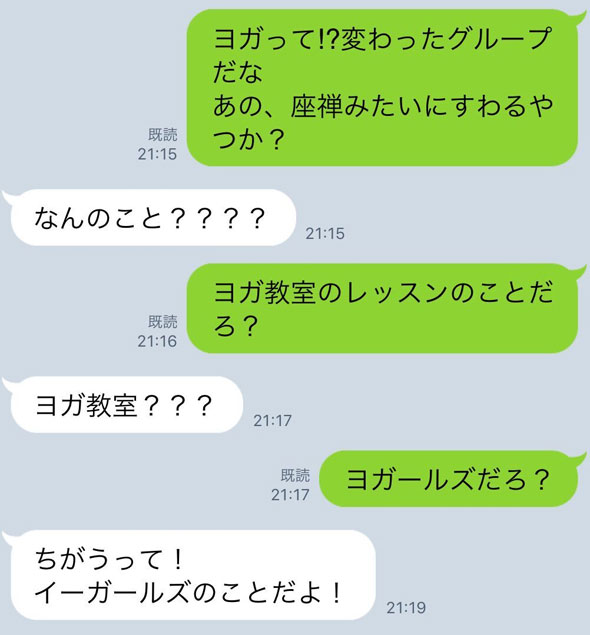 ヨガって!?変わったグループ
だな
あの、座禅みたいにすわるや
つか？
既読
21:15
なんのこと？？？？
21:15
ヨガ教室のレッスンのことだ
ろ？
既読
21:16
ヨガ教室？？？
21:17
ヨガールズだろ？
既読
21:17
ちがうって！
イーガールズのことだよ！
21:19